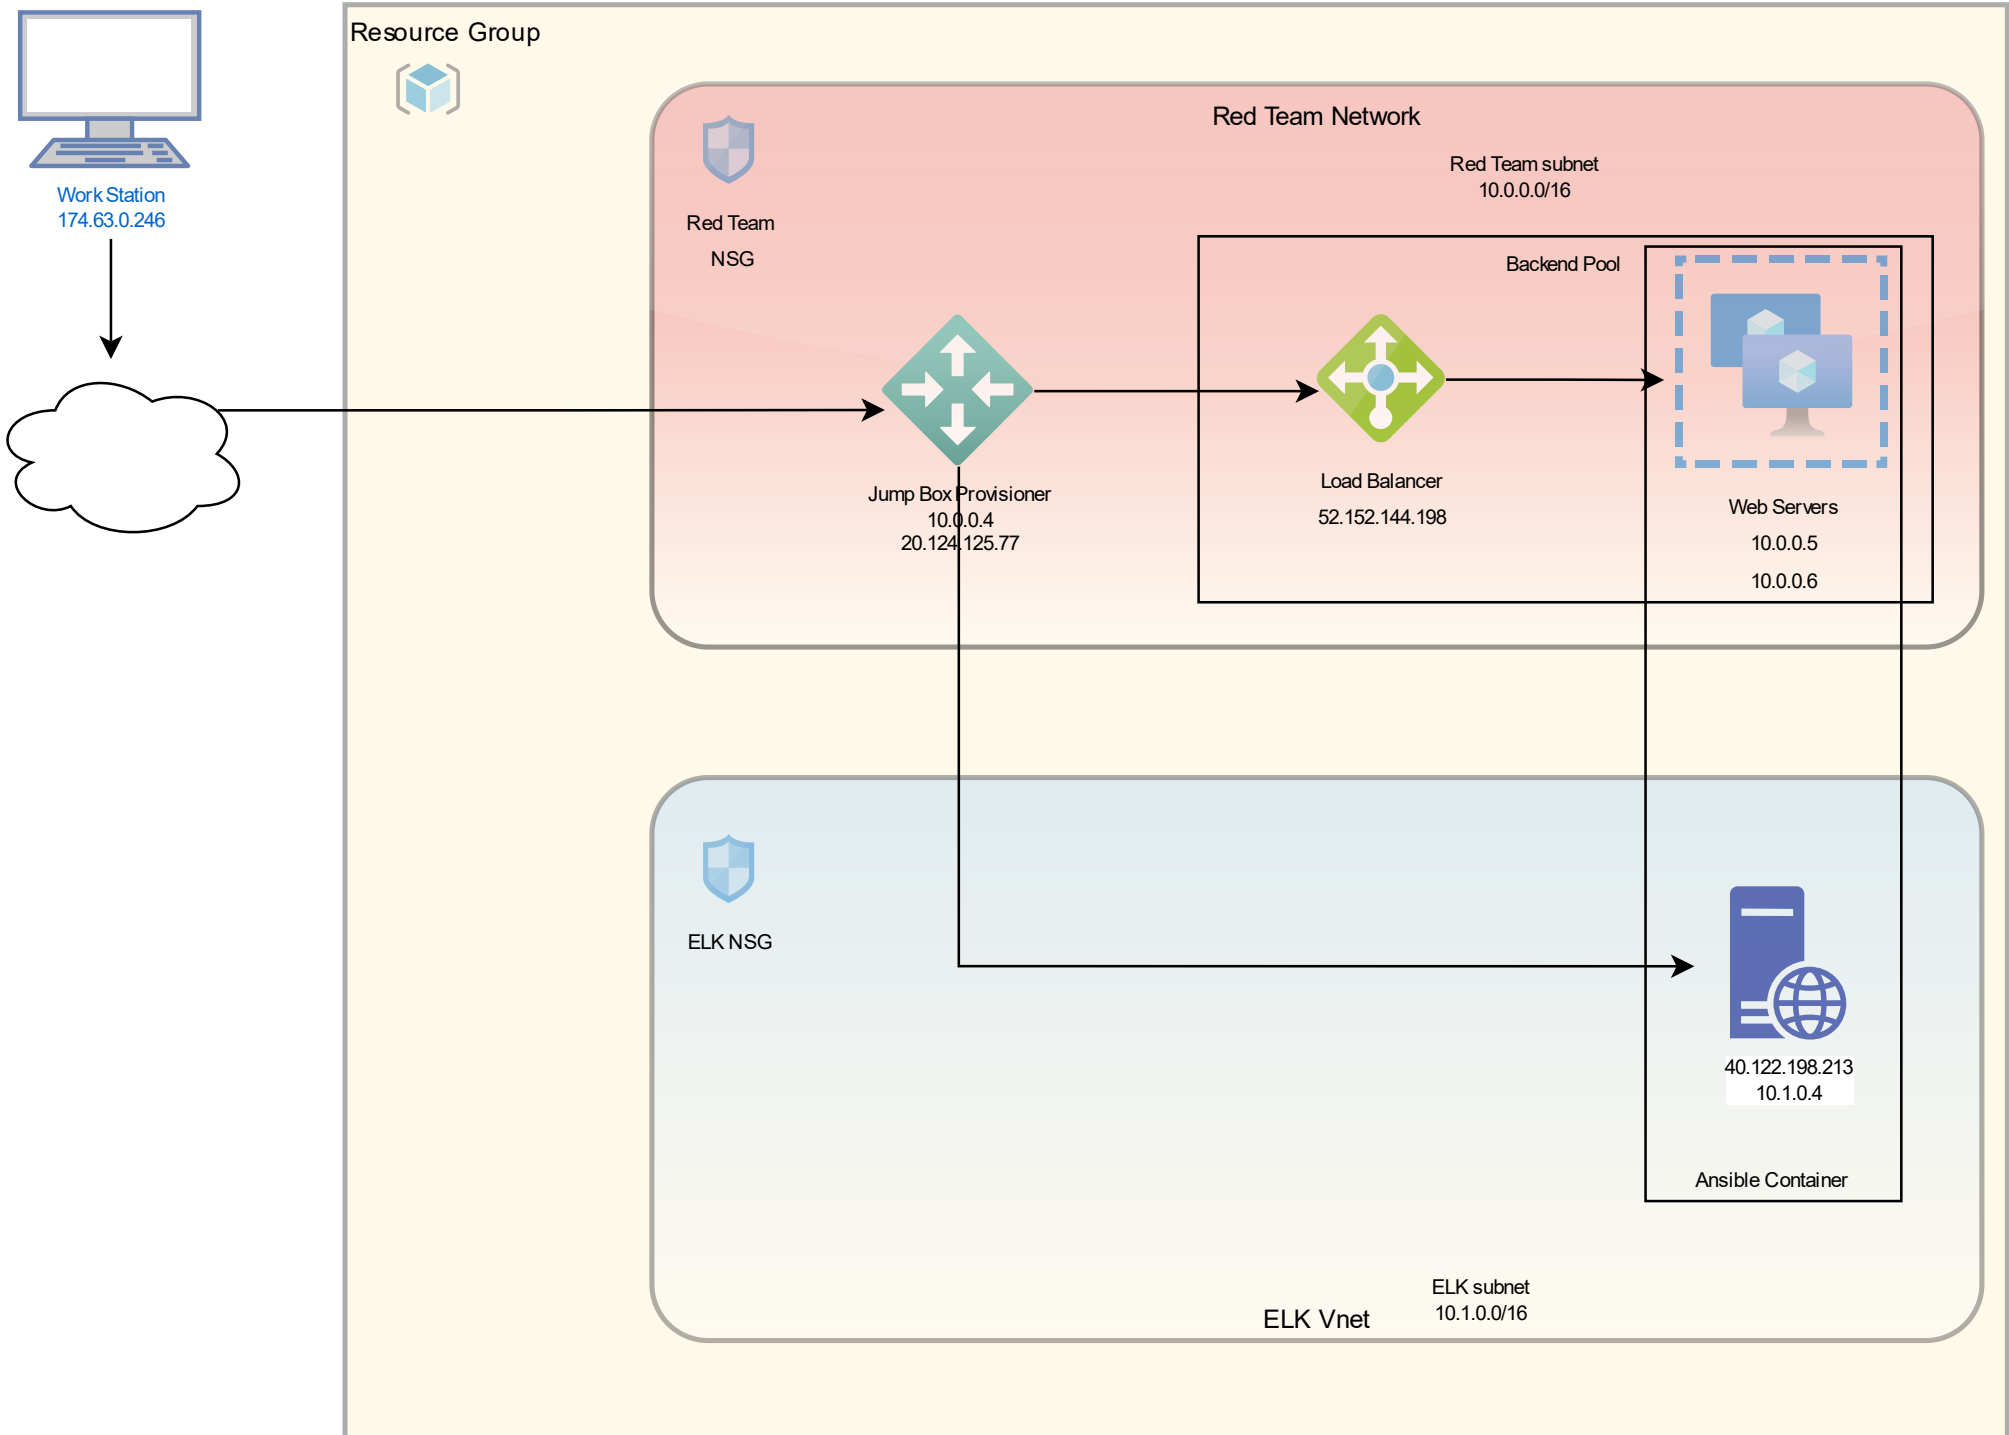 Resource Group
Work Station
174.63.0.246
Red Team Network
Red Team subnet
10.0.0.0/16
Red Team
NSG
Backend Pool
Jump Box Provisioner
10.0.0.4
20.124.125.77
Load Balancer
52.152.144.198
Web Servers
10.0.0.5
10.0.0.6
ELK NSG
40.122.198.213
10.1.0.4
Ansible Container
ELK subnet
10.1.0.0/16
ELK Vnet